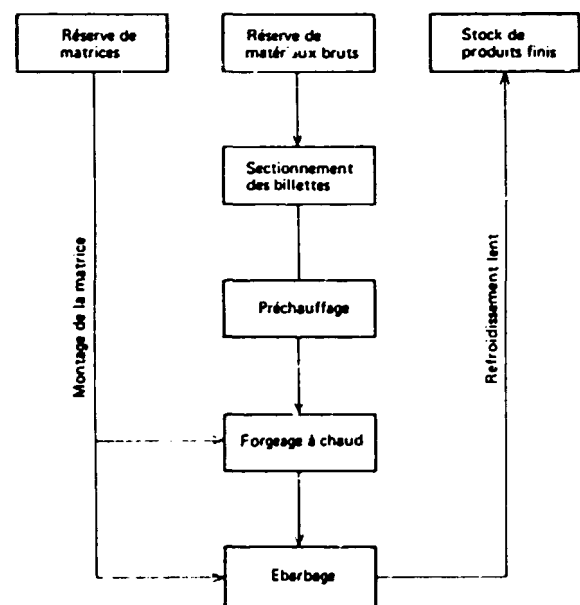 Réserve de
matrices
Réserve de
matériaux bruts
Stock de
produits finis
Sectionnement
des billettes
Préchauffage
Montage de la matrice
Refroidissement lent
Forgeage à chaud
Ebarbage